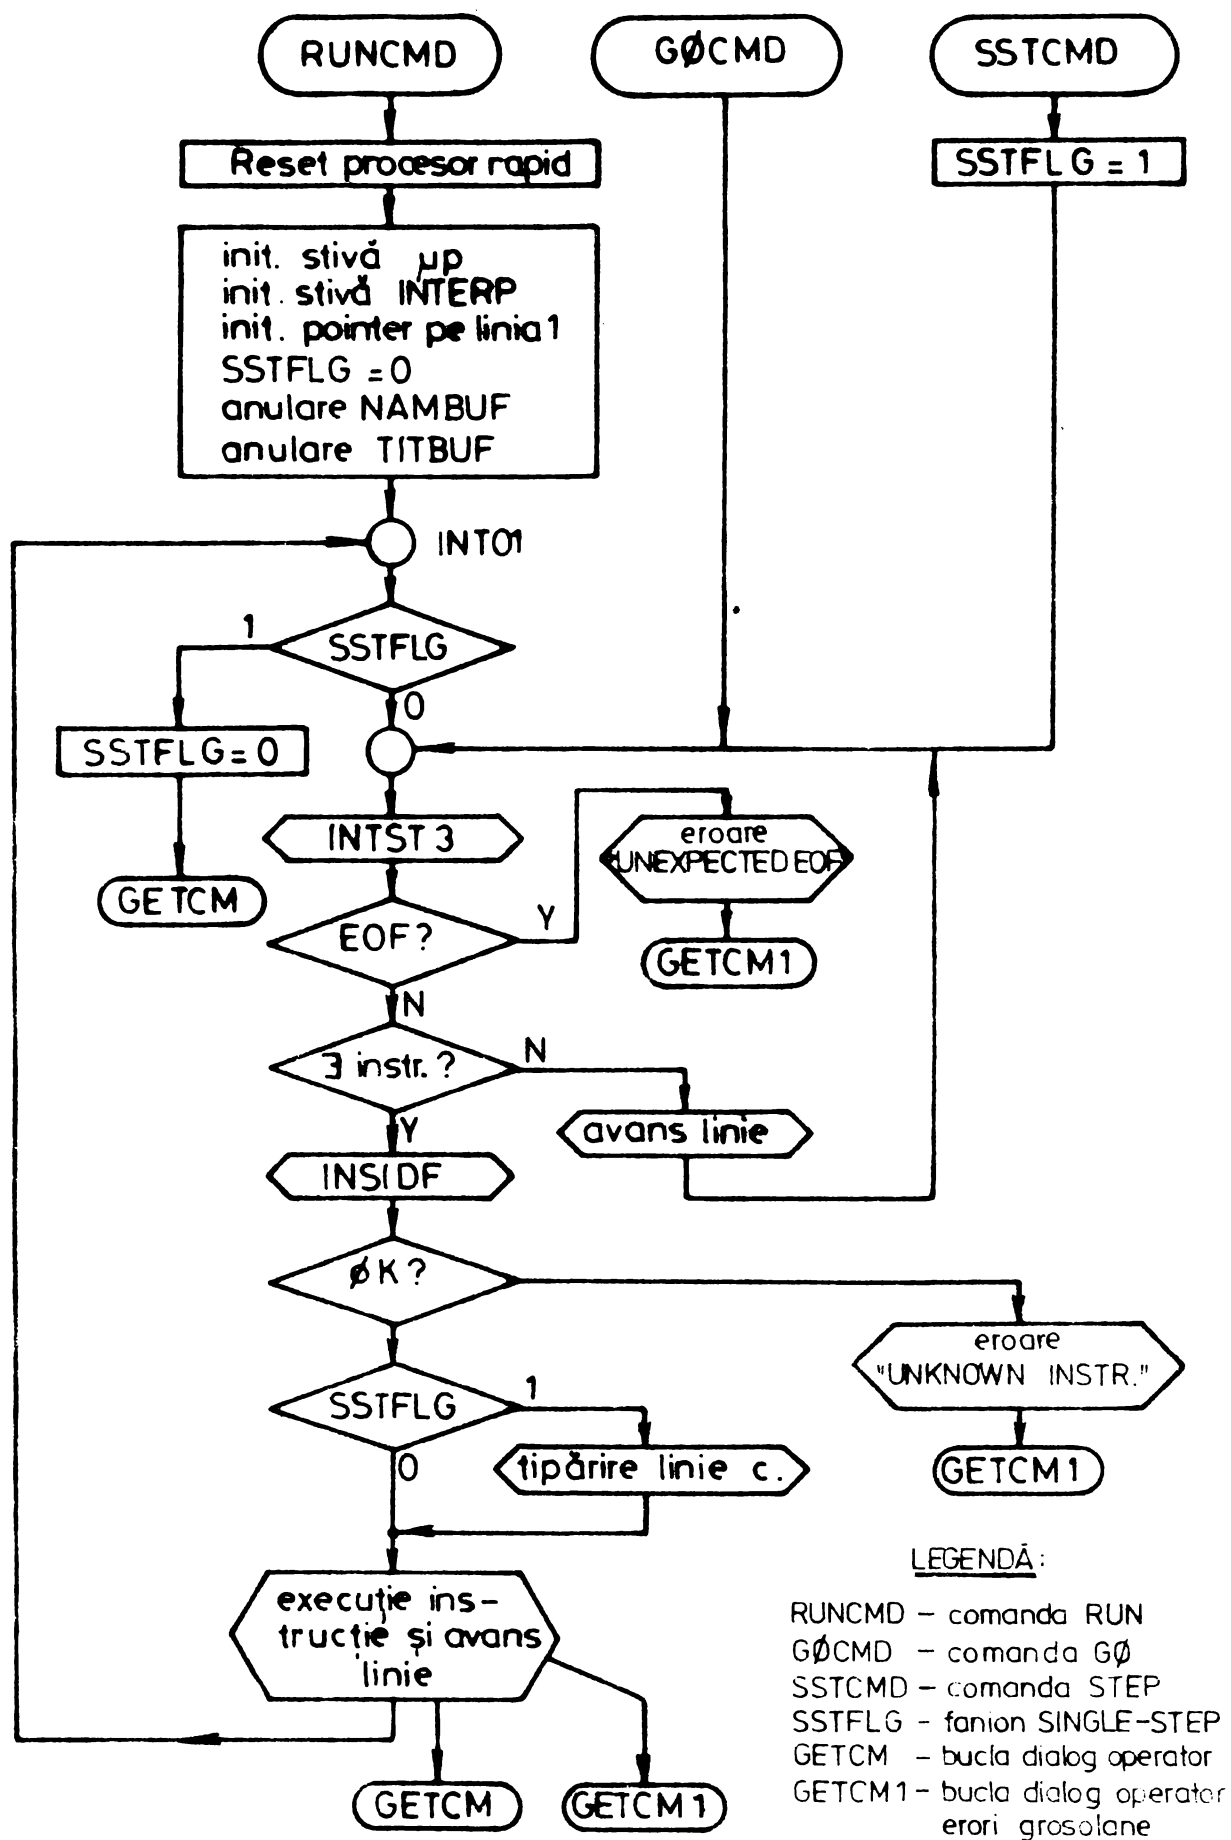 RUNCMD
GØCMD
SSTCMD
Reset procesor rapid
SSTFLG = 1
init. stivă µp
init. stivă INTERP
init. pointer pe linia 1
SSTFLG = 0
anulare NAMBUF
anulare TITBUF
INT01
1
SSTFLG
0
SSTFLG = 0
GETCM
INTST 3
eroare
"UNEXPECTED EOF"
GETCM1
EOF?
Y
N
∃ instr. ?
N
Y
avans linie
INSIDF
ØK?
eroare
"UNKNOWN INSTR."
GETCM1
SSTFLG
1
0
tipărire linie c.
execuţie ins-
trucţie şi avans
linie
GETCM
GETCM1
LEGENDĂ:
RUNCMD – comanda RUN
GØCMD – comanda GØ
SSTCMD – comanda STEP
SSTFLG – fanion SINGLE-STEP
GETCM – bucla dialog operator
GETCM1 – bucla dialog operator
erori grosolane